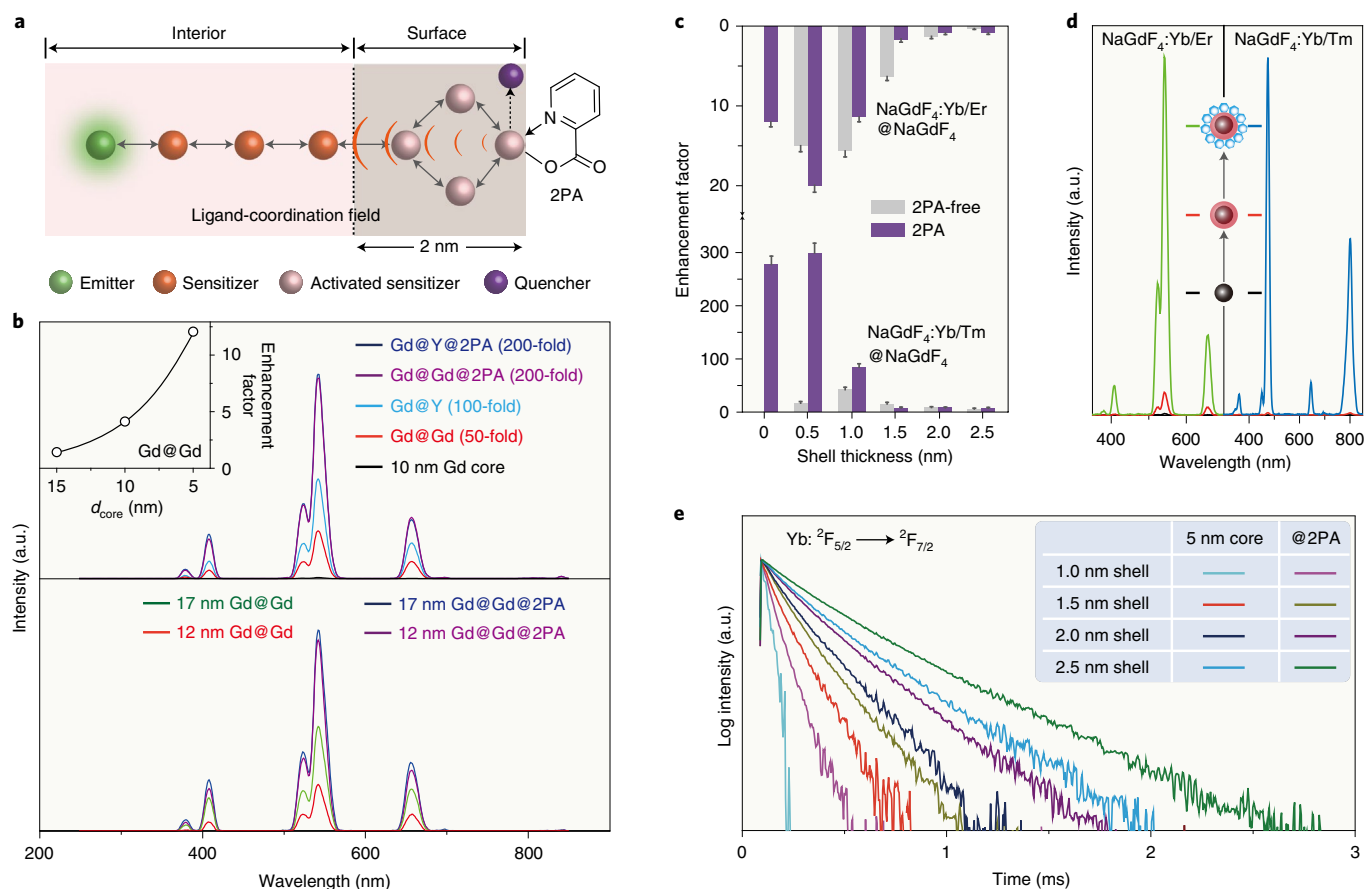 a
Interior
Surface
N
O
O
2PA
Ligand-coordination field
2 nm
Emitter
Sensitizer
Activated sensitizer
Quencher
b
Gd@Y@2PA (200-fold)
Gd@Gd@2PA (200-fold)
Gd@Y (100-fold)
Gd@Gd (50-fold)
10 nm Gd core
10
5
0
Enhancement
factor
Gd@Gd
15
10
5
dcore (nm)
17 nm Gd@Gd
17 nm Gd@Gd@2PA
12 nm Gd@Gd
12 nm Gd@Gd@2PA
Intensity (a.u.)
200
400
600
800
Wavelength (nm)
c
0
10
20
300
200
100
0
Enhancement factor
NaGdF4:Yb/Er
@NaGdF4
2PA-free
2PA
NaGdF4:Yb/Tm
@NaGdF4
0
0.5
1.0
1.5
2.0
2.5
Shell thickness (nm)
d
NaGdF4:Yb/Er
NaGdF4:Yb/Tm
Intensity (a.u.)
400
600
400
800
Wavelength (nm)
e
Yb: 2F5/2 → 2F7/2
5 nm core
@2PA
1.0 nm shell
1.5 nm shell
2.0 nm shell
2.5 nm shell
Log intensity (a.u.)
0
1
2
3
Time (ms)